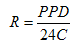 R = PPD / 24C